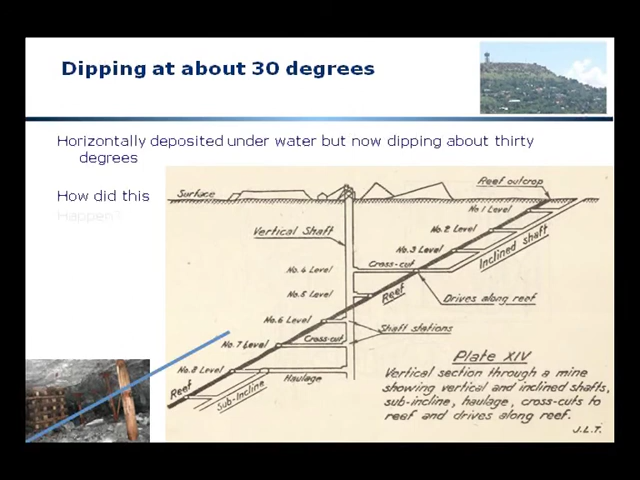 Dipping at about 30 degrees
Horizontally deposited under water but now dipping about thirty
degrees
How did this
Happen?
Reef outcrop
Surface
No.1 Level
No.2 Level
Vertical Shaft
Inclined shaft
No.3 Level
Cross-cut
No.4 Level
No.5 Level
Reef
Drives along reef
No.6 Level
Shaft stations
No.7 Level
Cross-cut
Plate XIV
No.8 Level
Haulage
Vertical section through a mine
showing vertical and inclined shafts,
sub-incline, haulage, cross-cuts to
reef and drives along reef.
Reef
Sub-Incline
J.L.T.